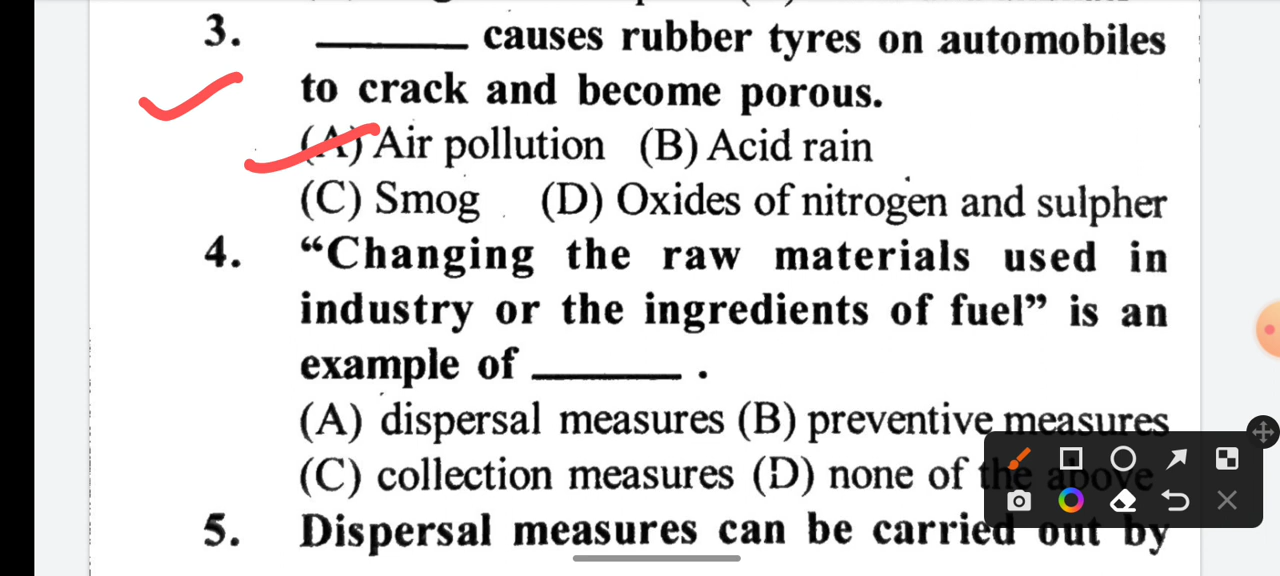 3. ______ causes rubber tyres on automobiles
to crack and become porous.
(A) Air pollution (B) Acid rain
(C) Smog (D) Oxides of nitrogen and sulpher
4. “Changing the raw materials used in
industry or the ingredients of fuel” is an
example of ______ .
(A) dispersal measures (B) preventive measures
(C) collection measures (D) none of the above
5. Dispersal measures can be carried out by